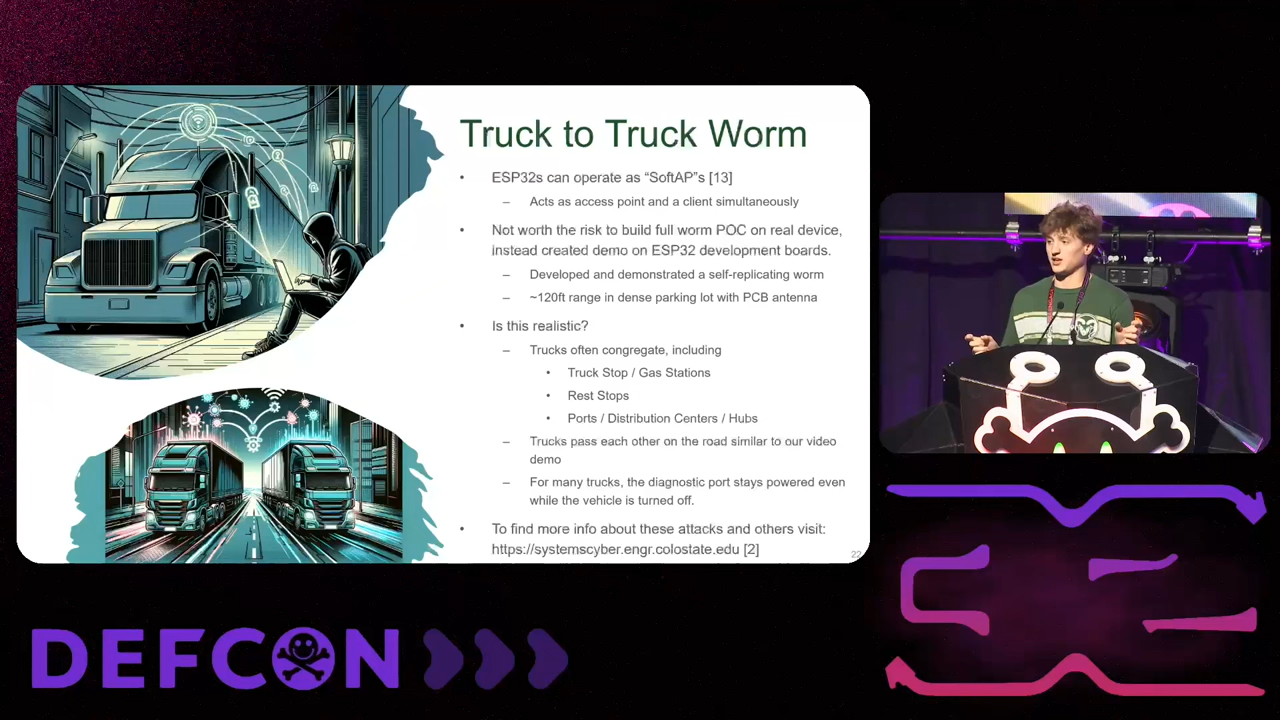 Truck to Truck Worm
• ESP32s can operate as “SoftAP”s [13]
– Acts as access point and a client simultaneously
• Not worth the risk to build full worm POC on real device,
instead created demo on ESP32 development boards.
– Developed and demonstrated a self-replicating worm
– ~120ft range in dense parking lot with PCB antenna
• Is this realistic?
– Trucks often congregate, including
• Truck Stop / Gas Stations
• Rest Stops
• Ports / Distribution Centers / Hubs
– Trucks pass each other on the road similar to our video
demo
– For many trucks, the diagnostic port stays powered even
while the vehicle is turned off.
• To find more info about these attacks and others visit:
https://systemscyber.engr.colostate.edu [2]
22
DEFCON